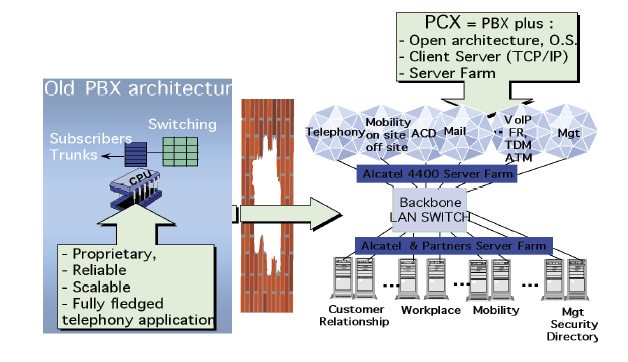 PCX = PBX plus :
- Open architecture, O.S.
- Client Server (TCP/IP)
- Server Farm
Old PBX architectur
Subscribers
Trunks
Switching
CPU
- Proprietary,
- Reliable
- Scalable
- Fully fledged
telephony application
Telephony
Mobility
on site
off site
ACD
Mail
VoIP
FR,
TDM
ATM
Mgt
Alcatel 4400 Server Farm
Backbone
LAN SWITCH
Alcatel & Partners Server Farm
Customer
Relationship
Workplace
Mobility
Mgt
Security
Directory